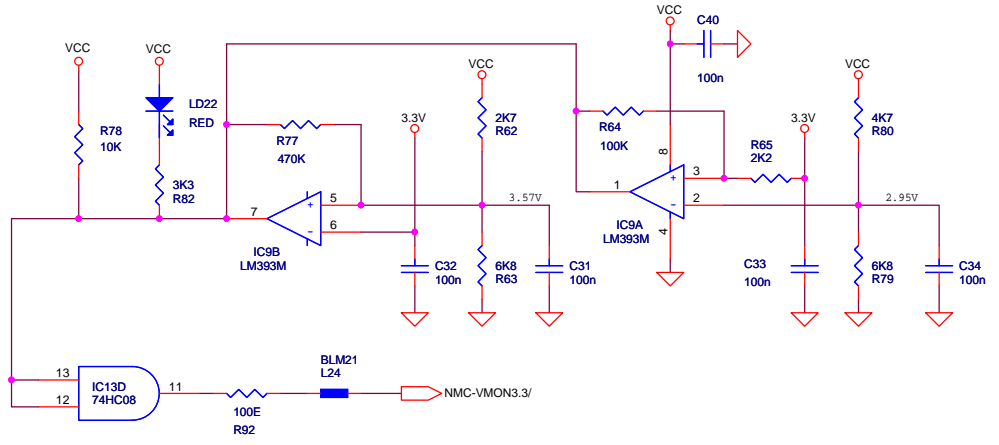 VCC
C40
100n
VCC
VCC
LD22
RED
R78
10K
3K3
R82
R77
470K
3.3V
VCC
2K7
R62
R64
100K
8
R65
2K2
3.3V
VCC
4K7
R80
7
5
6
3.57V
IC9B
LM393M
1
3
2
4
2.95V
IC9A
LM393M
C32
100n
6K8
R63
C31
100n
C33
100n
6K8
R79
C34
100n
13
12
IC13D
74HC08
11
100E
R92
BLM21
L24
NMC-VMON3.3/
+
-
+
-